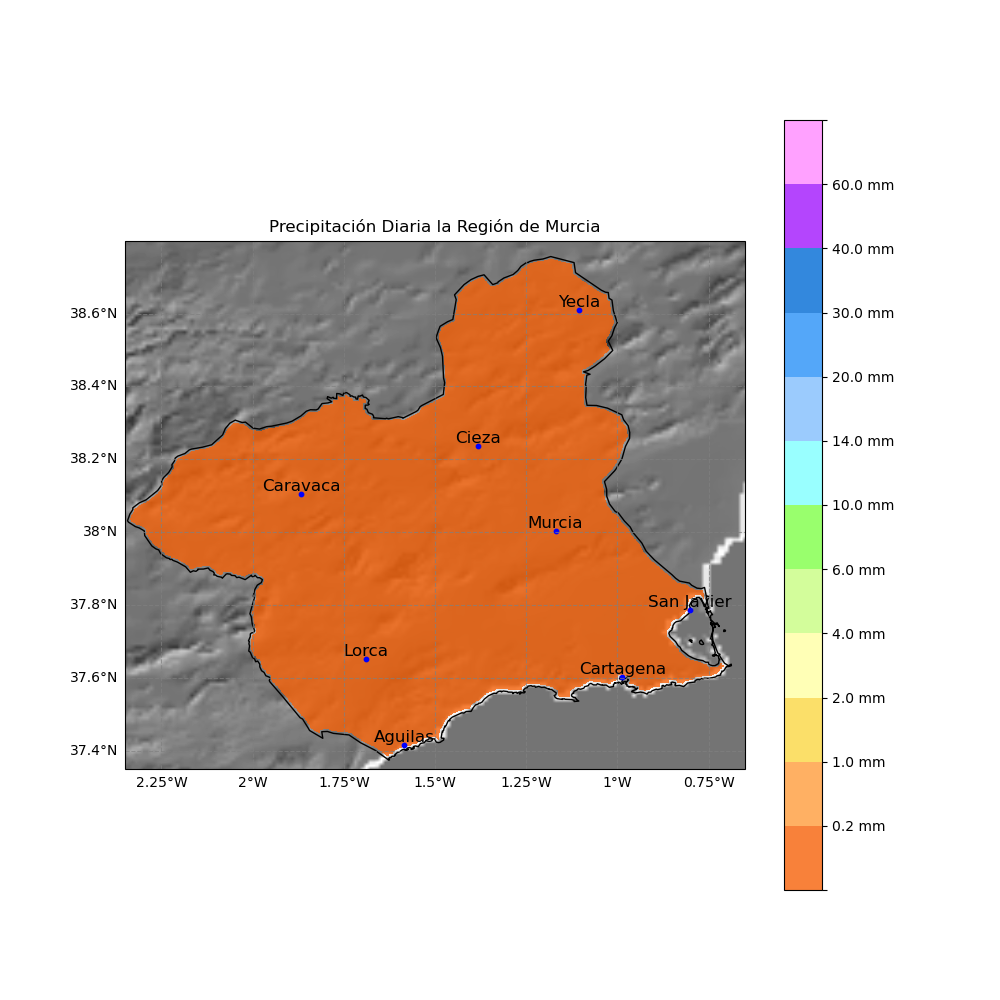 Precipitación Diaria la Región de Murcia
60.0 mm
40.0 mm
30.0 mm
20.0 mm
14.0 mm
10.0 mm
6.0 mm
4.0 mm
2.0 mm
1.0 mm
0.2 mm
38.6°N
38.4°N
38.2°N
38°N
37.8°N
37.6°N
37.4°N
Yecla
Cieza
Caravaca
Murcia
San Javier
Lorca
Cartagena
Aguilas
2.25°W
2°W
1.75°W
1.5°W
1.25°W
1°W
0.75°W